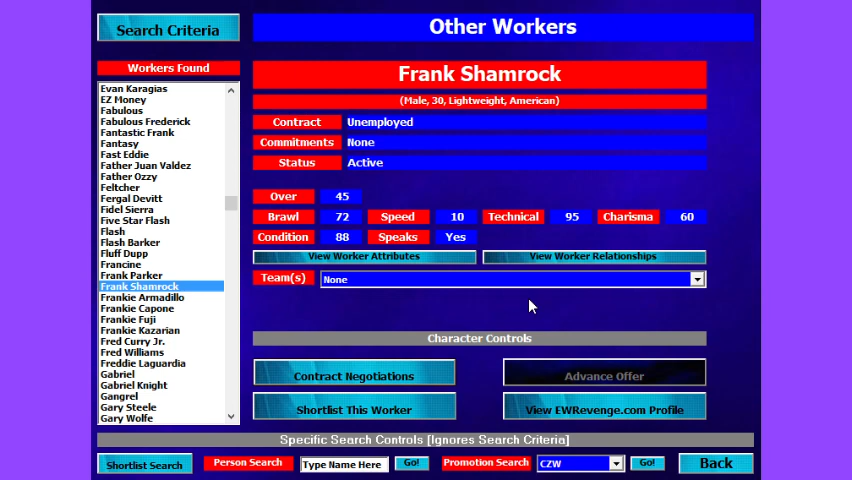 Search Criteria
Other Workers
Workers Found
Evan Karagias
EZ Money
Fabulous
Fabulous Frederick
Fantastic Frank
Fantasy
Fast Eddie
Father Juan Valdez
Father Ozzy
Feltcher
Fergal Devitt
Fidel Sierra
Five Star Flash
Flash
Flash Barker
Fluff Dupp
Francine
Frank Parker
Frank Shamrock
Frankie Armadillo
Frankie Capone
Frankie Fuji
Frankie Kazarian
Fred Curry Jr.
Fred Williams
Freddie Laguardia
Gabriel
Gabriel Knight
Gangrel
Gary Steele
Gary Wolfe
Frank Shamrock
(Male, 30, Lightweight, American)
Contract Unemployed
Commitments None
Status Active
Over 45
Brawl 72 Speed 10 Technical 95 Charisma 60
Condition 88 Speaks Yes
View Worker Attributes View Worker Relationships
Team(s) None
Character Controls
Contract Negotiations Advance Offer
Shortlist This Worker View EWRevenge.com Profile
Specific Search Controls [Ignores Search Criteria]
Shortlist Search Person Search Type Name Here Go! Promotion Search CZW Go! Back